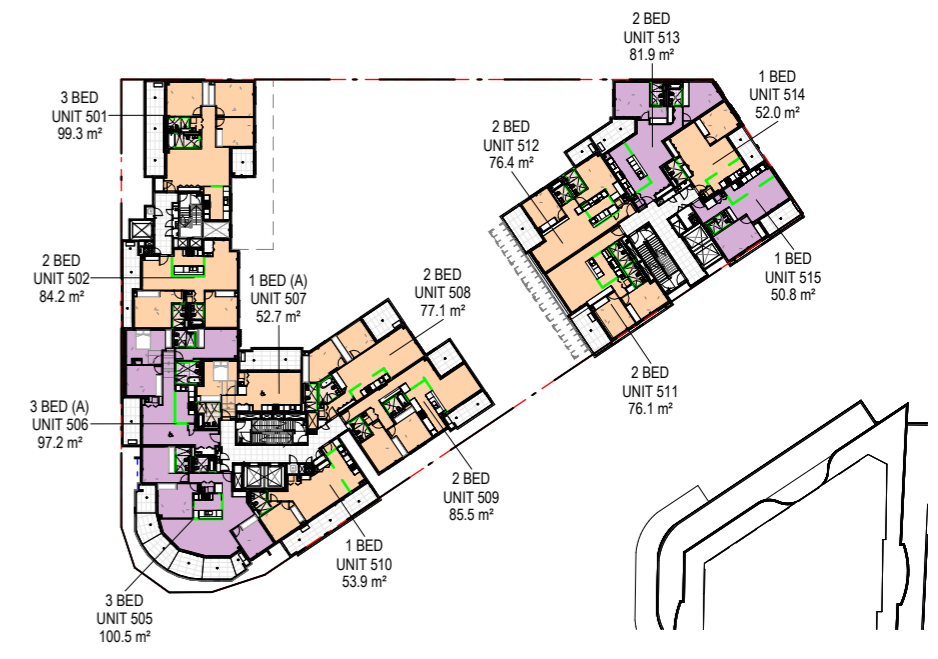 2 BED
UNIT 513
81.9 m²
1 BED
UNIT 514
52.0 m²
3 BED
UNIT 501
99.3 m²
2 BED
UNIT 512
76.4 m²
2 BED
UNIT 502
84.2 m²
1 BED (A)
UNIT 507
52.7 m²
2 BED
UNIT 508
77.1 m²
1 BED
UNIT 515
50.8 m²
2 BED
UNIT 511
76.1 m²
3 BED (A)
UNIT 506
97.2 m²
2 BED
UNIT 509
85.5 m²
1 BED
UNIT 510
53.9 m²
3 BED
UNIT 505
100.5 m²